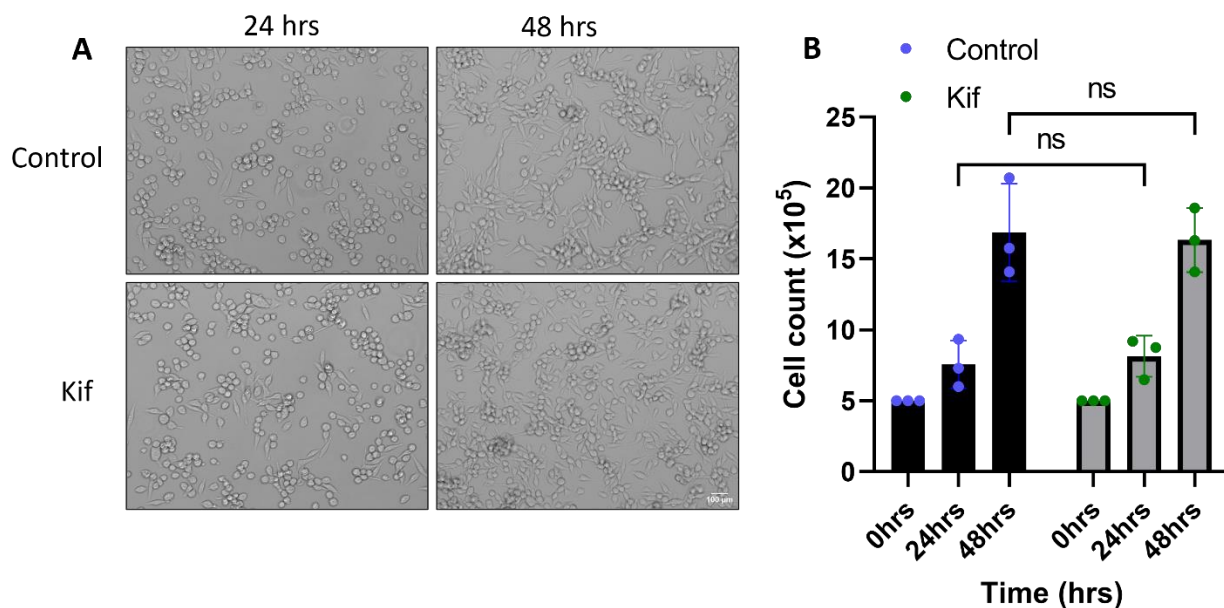 A
24 hrs
48 hrs
Control
Kif
100 µm
B
Control
Kif
ns
ns
25
20
15
10
5
0
Cell count (x10⁵)
0hrs
24hrs
48hrs
0hrs
24hrs
48hrs
Time (hrs)